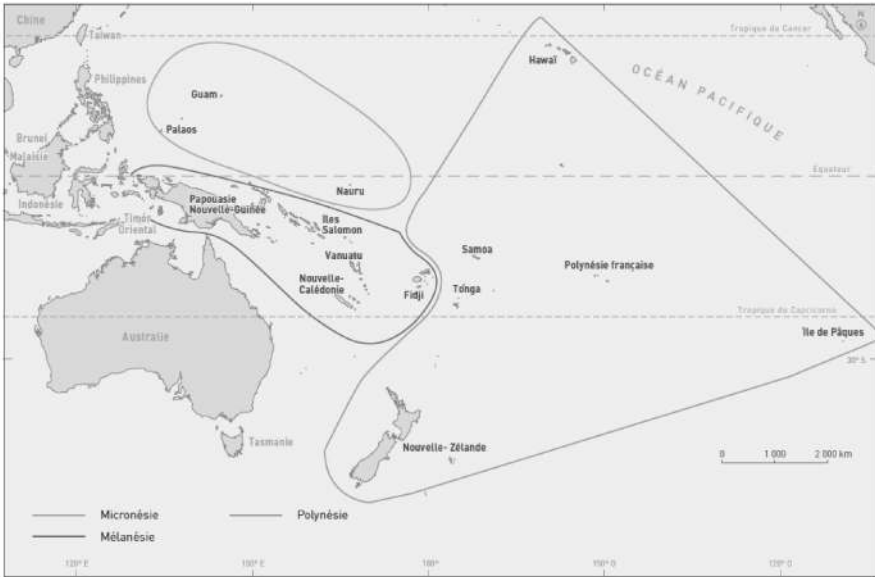 Chine
Taiwan
Tropique du Cancer
N
Hawaï
OCÉAN PACIFIQUE
Philippines
Guam
Palaos
Brunei
Malaisie
Équateur
Indonésie
Papouasie
Nouvelle-Guinée
Nauru
Timor
Oriental
Îles
Salomon
Vanuatu
Samoa
Polynésie française
Nouvelle-
Calédonie
Fidji
Tonga
Tropique du Capricorne
Australie
Île de Pâques
30° S
Tasmanie
Nouvelle- Zélande
0 1 000 2 000 km
Micronésie
Polynésie
Mélanésie
120° E
150° E
180°
150° O
120° O